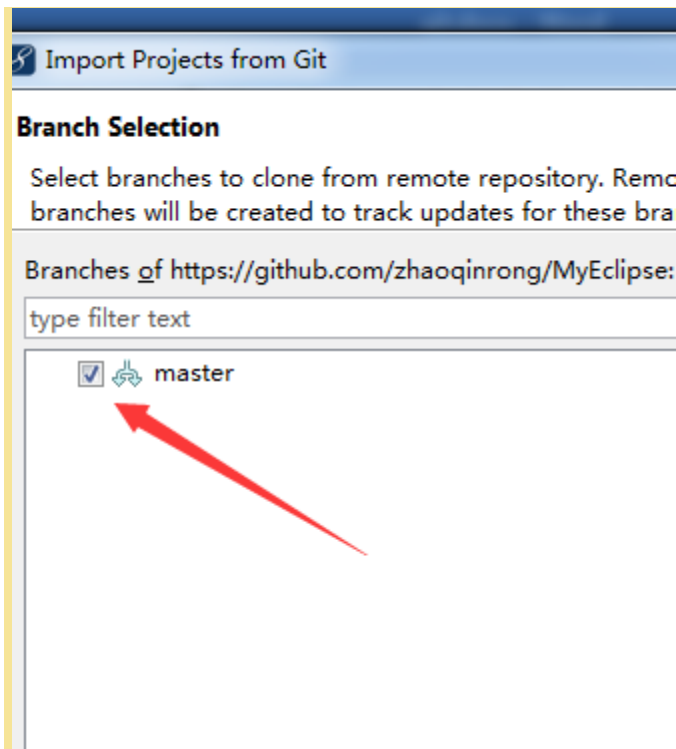 Import Projects from Git
Branch Selection
Select branches to clone from remote repository. Remo
branches will be created to track updates for these bra
Branches of https://github.com/zhaoqinrong/MyEclipse:
type filter text
master